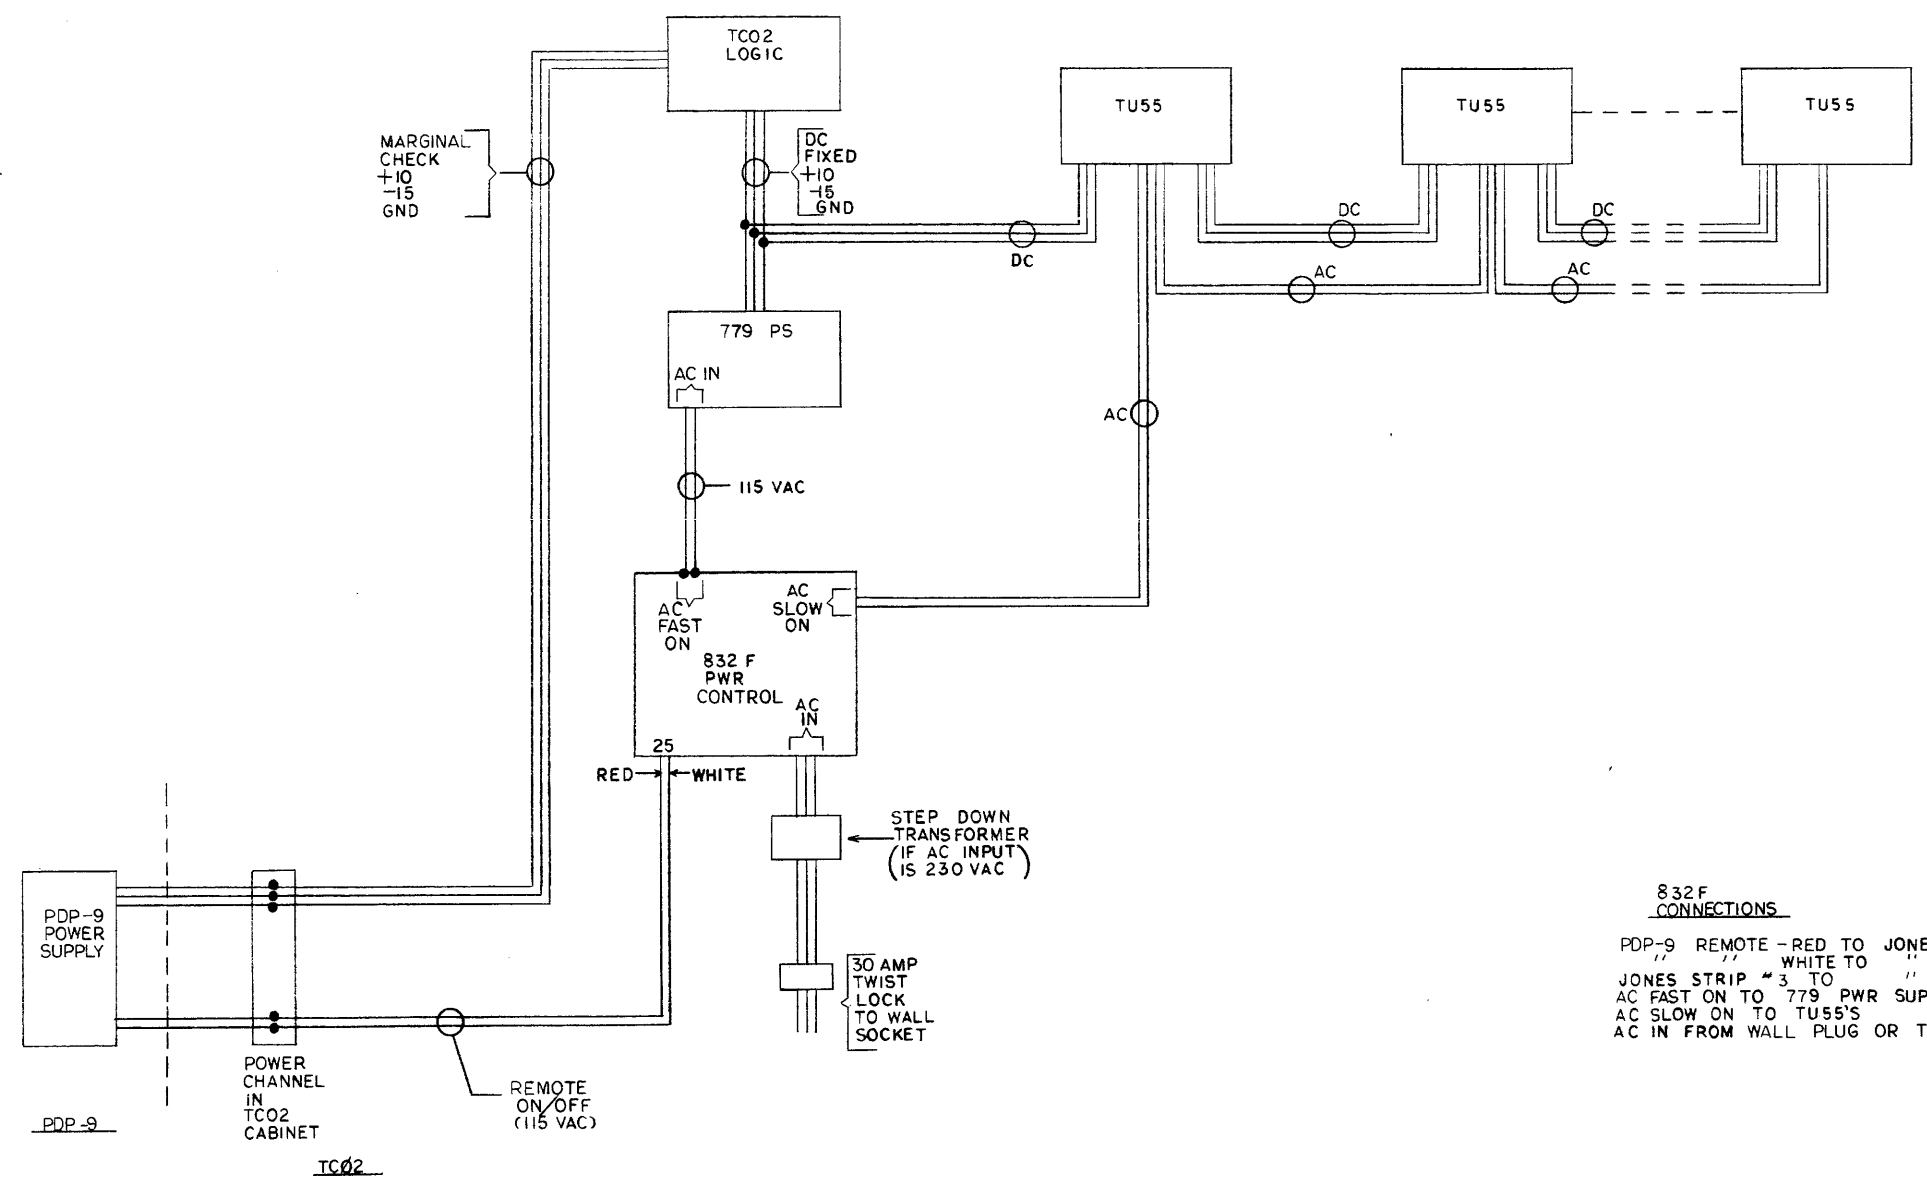 TC02
LOGIC
TU55
TU55
TU55
MARGINAL
CHECK
+10
-15
GND
DC
FIXED
+10
-15
GND
DC
DC
DC
AC
AC
779 PS
AC IN
AC
115 VAC
AC
FAST
ON
AC
SLOW
ON
832 F
PWR
CONTROL
AC
IN
25
RED
WHITE
STEP DOWN
TRANSFORMER
(IF AC INPUT
IS 230 VAC)
30 AMP
TWIST
LOCK
TO WALL
SOCKET
PDP-9
POWER
SUPPLY
POWER
CHANNEL
IN
TC02
CABINET
REMOTE
ON/OFF
(115 VAC)
PDP-9
TCØ2
832F
CONNECTIONS
PDP-9 REMOTE - RED TO JONE
" " WHITE TO "
JONES STRIP #3 TO "
AC FAST ON TO 779 PWR SUP
AC SLOW ON TO TU55'S
AC IN FROM WALL PLUG OR T